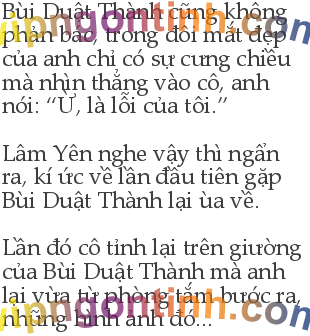 Bùi Duật Thành cũng không
phản bác, trong đôi mắt đẹp
của anh chỉ có sự cưng chiều
mà nhìn thẳng vào cô, anh
nói: “Ừ, là lỗi của tôi.”
Lâm Yên nghe vậy thì ngẩn
ra, kí ức về lần đầu tiên gặp
Bùi Duật Thành lại ùa về.
Lần đó cô tỉnh lại trên giường
của Bùi Duật Thành mà anh
lại vừa từ phòng tắm bước ra,
những hình ảnh đó...